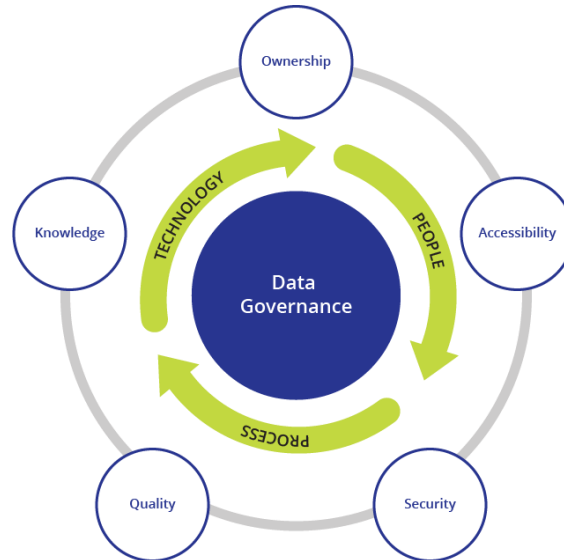 Ownership
TECHNOLOGY
PEOPLE
Knowledge
Accessibility
Data
Governance
PROCESS
Quality
Security